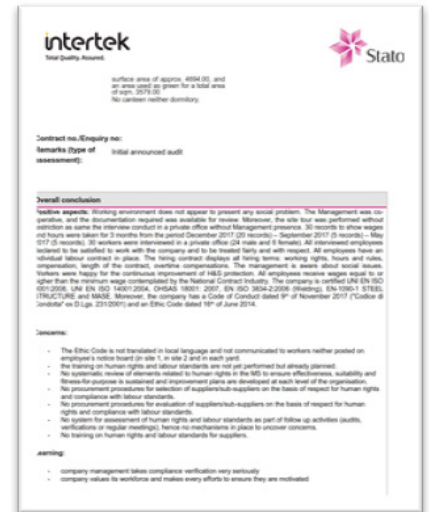 intertek
Total Quality. Assured.
Stato
surface area of approx. 4694.00, and
an area used as green for a total area
of sqm. 3579.00
No canteen neither dormitory.
Contract no./Enquiry no:
Remarks (type of
assessment):
Initial announced audit
Overall conclusion
Positive aspects: Working environment does not appear to present any social problem. The Management was co-
operative, and the documentation required was available for review. Moreover, the site tour was performed without
restriction as same the interview conduct in a private office without Management presence. 30 records to show wages
and hours were taken for 3 months from the period December 2017 (20 records) – September 2017 (5 records) – May
2017 (5 records). 30 workers were interviewed in a private office (24 male and 6 female). All interviewed employees
declared to be satisfied to work with the company and to be treated fairly and with respect. All employees have an
individual labour contract in place. The hiring contract displays all hiring terms: working rights, hours and rules,
compensation, length of the contract, overtime compensations. The management is aware about social issues.
Workers were happy for the continuous improvement of H&S protection. All employees receive wages equal to or
higher than the minimum wage contemplated by the National Contract Industry. The company is certified UNI EN ISO
9001:2008, UNI EN ISO 14001:2004, OHSAS 18001: 2007, EN ISO 3834-2:2006 (Welding), EN-1090-1 STEEL
STRUCTURE and MASE. Moreover, the company has a Code of Conduct dated 9th of November 2017 ("Codice di
Condotta" ex D.Lgs. 231/2001) and an Ethic Code dated 16th of June 2014.
Concerns:
- The Ethic Code is not translated in local language and not communicated to workers neither posted on
employee's notice board (in site 1, in site 2 and in each yard.
- the training on human rights and labour standards are not yet performed but already planned.
- No systematic review of elements related to human rights in the MS to ensure effectiveness, suitability and
fitness-for-purpose is sustained and improvement plans are developed at each level of the organisation.
- No procurement procedures for selection of suppliers/sub-suppliers on the basis of respect for human rights
and compliance with labour standards.
- No procurement procedures for evaluation of suppliers/sub-suppliers on the basis of respect for human
rights and compliance with labour standards.
- No system for assessment of human rights and labour standards as part of follow up activities (audits,
verifications or regular meetings), hence no mechanisms in place to uncover concerns.
- No training on human rights and labour standards for suppliers.
earning:
- company management takes compliance verification very seriously
- company values its workforce and makes every efforts to ensure they are motivated